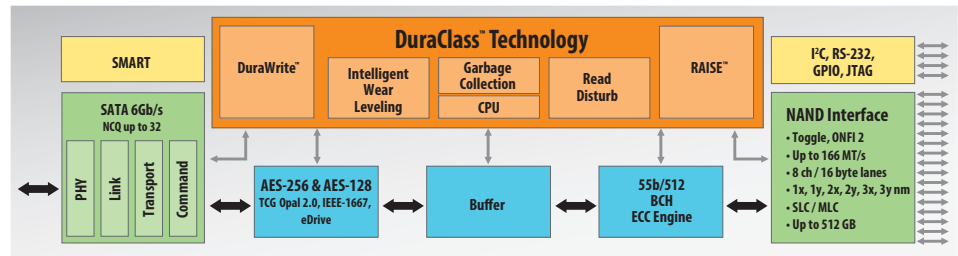 DuraClass™ Technology
SMART
DuraWrite™
Intelligent
Wear
Leveling
Garbage
Collection
CPU
Read
Disturb
RAISE™
I²C, RS-232,
GPIO, JTAG
SATA 6Gb/s
NCQ up to 32
PHY
Link
Transport
Command
AES-256 & AES-128
TCG Opal 2.0, IEEE-1667,
eDrive
Buffer
55b/512
BCH
ECC Engine
NAND Interface
• Toggle, ONFI 2
• Up to 166 MT/s
• 8 ch / 16 byte lanes
• 1x, 1y, 2x, 2y, 3x, 3y nm
• SLC / MLC
• Up to 512 GB